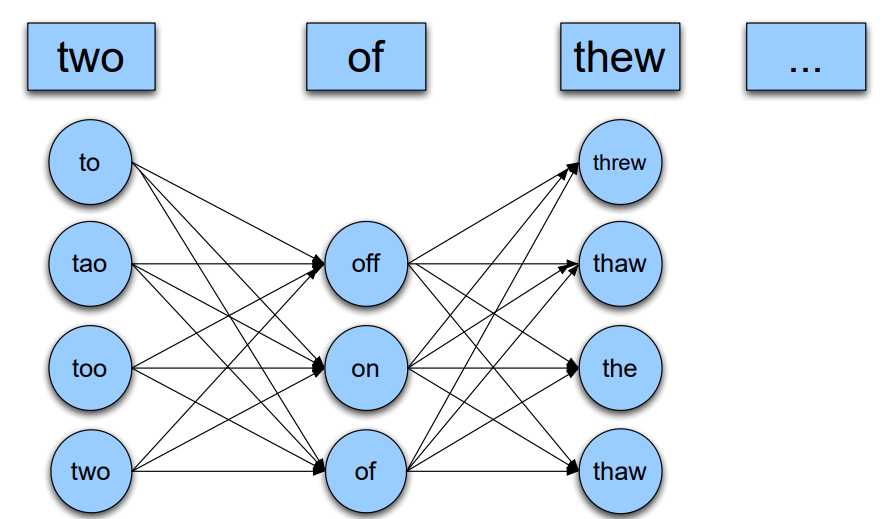 two of thew ...
to threw
tao off thaw
too on the
two of thaw